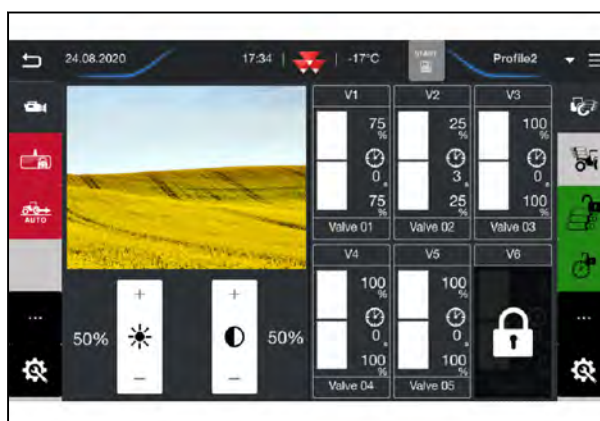 24.08.2020 17:34 -17°C START Profile2
V1 V2 V3
75 % 25 % 100 %
0 s 3 s 0 s
75 % 25 % 100 %
Valve 01 Valve 02 Valve 03
AUTO
V4 V5 V6
100 % 100 %
50% + - + - 50%
0 s 0 s
100 % 100 %
Valve 04 Valve 05
... ...